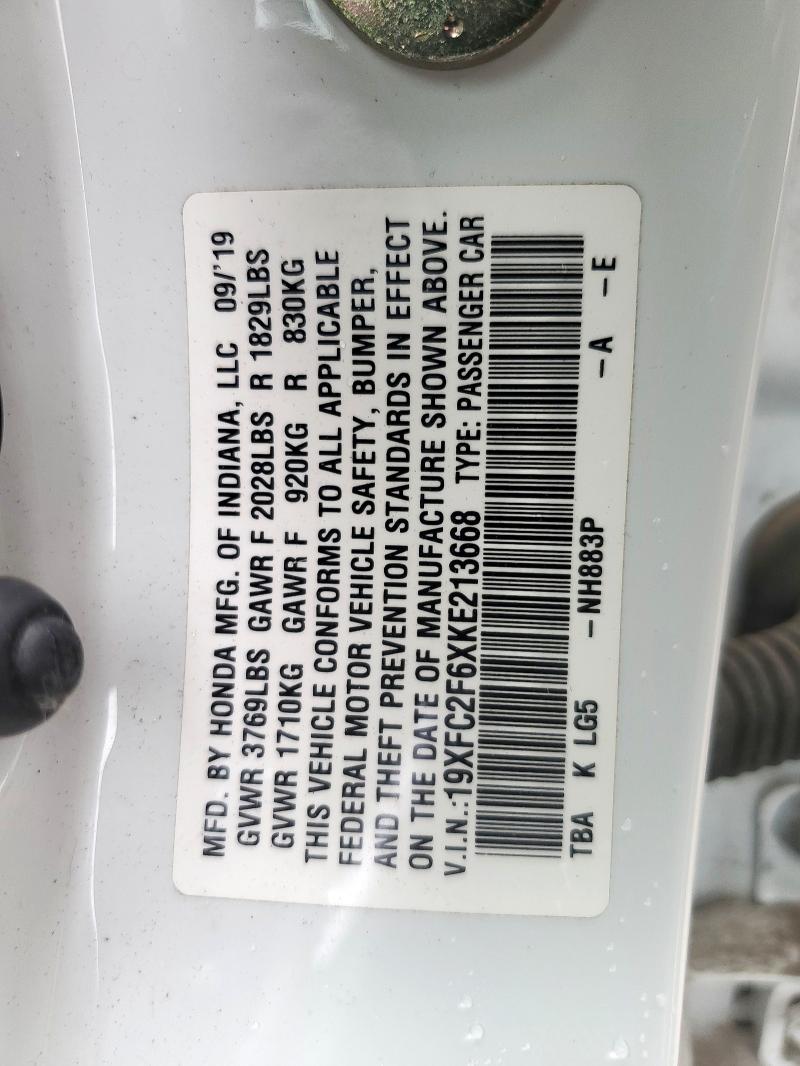 MFD. BY HONDA MFG. OF INDIANA, LLC 09/'19
GVWR 3769LBS GAWR F 2028LBS R 1829LBS
GVWR 1710KG GAWR F 920KG R 830KG
THIS VEHICLE CONFORMS TO ALL APPLICABLE
FEDERAL MOTOR VEHICLE SAFETY, BUMPER,
AND THEFT PREVENTION STANDARDS IN EFFECT
ON THE DATE OF MANUFACTURE SHOWN ABOVE.
V.I.N.:19XFC2F6XKE213668 TYPE: PASSENGER CAR
TBA K LG5 -NH883P -A -E